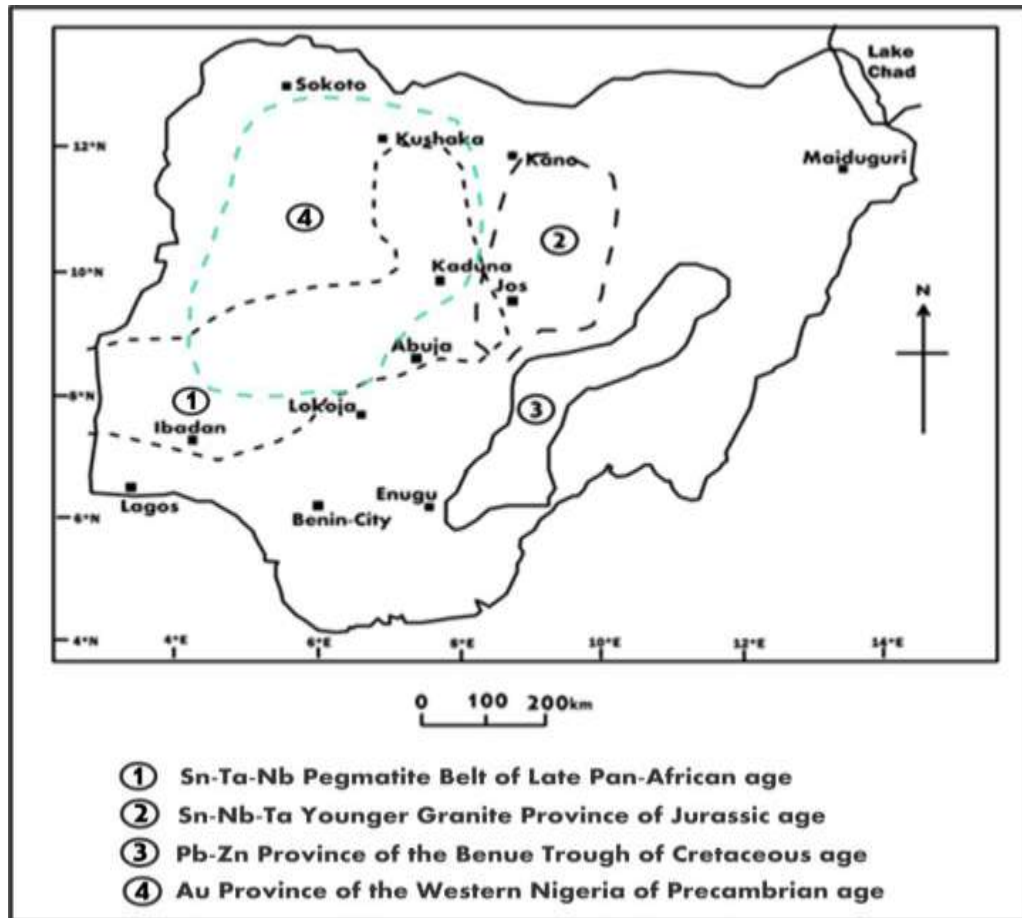 Lake
Chad
Sokoto
12°N
Kushaka
Kano
Maiduguri
4
2
10°N
Kaduna
Jos
N
Abuja
8°N
1
Lokoja
3
Ibadan
Lagos
Enugu
Benin-City
6°N
4°N
4°E
6°E
8°E
10°E
12°E
14°E
0 100 200km
1 Sn-Ta-Nb Pegmatite Belt of Late Pan-African age
2 Sn-Nb-Ta Younger Granite Province of Jurassic age
3 Pb-Zn Province of the Benue Trough of Cretaceous age
4 Au Province of the Western Nigeria of Precambrian age